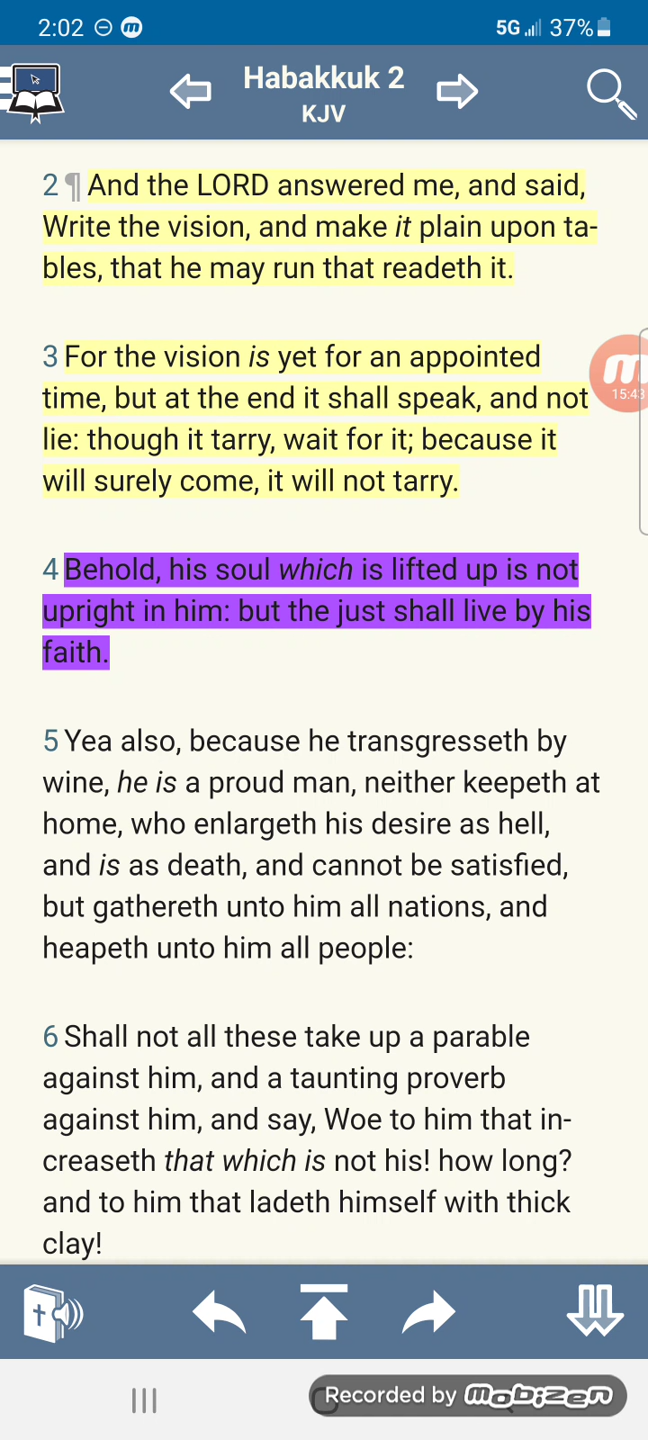 2:02
5G 37%
Habakkuk 2
KJV
2 ¶ And the LORD answered me, and said,
Write the vision, and make it plain upon ta-
bles, that he may run that readeth it.
3 For the vision is yet for an appointed
time, but at the end it shall speak, and not
lie: though it tarry, wait for it; because it
will surely come, it will not tarry.
15:43
4 Behold, his soul which is lifted up is not
upright in him: but the just shall live by his
faith.
5 Yea also, because he transgresseth by
wine, he is a proud man, neither keepeth at
home, who enlargeth his desire as hell,
and is as death, and cannot be satisfied,
but gathereth unto him all nations, and
heapeth unto him all people:
6 Shall not all these take up a parable
against him, and a taunting proverb
against him, and say, Woe to him that in-
creaseth that which is not his! how long?
and to him that ladeth himself with thick
clay!
Recorded by mobizen